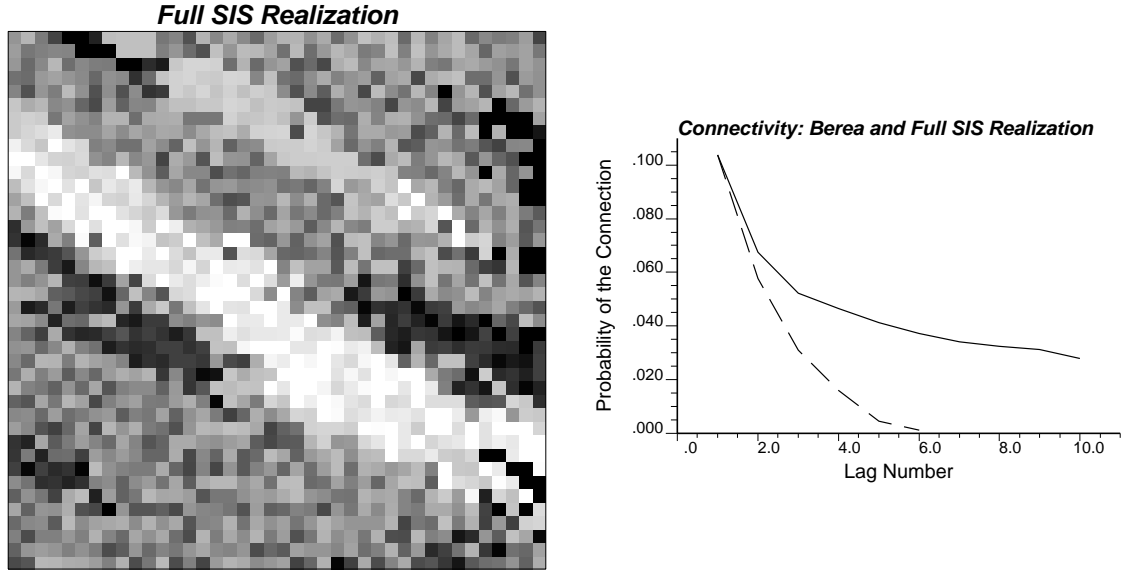 Full SIS Realization
Connectivity: Berea and Full SIS Realization
Probability of the Connection
.100
.080
.060
.040
.020
.000
.0 2.0 4.0 6.0 8.0 10.0
Lag Number